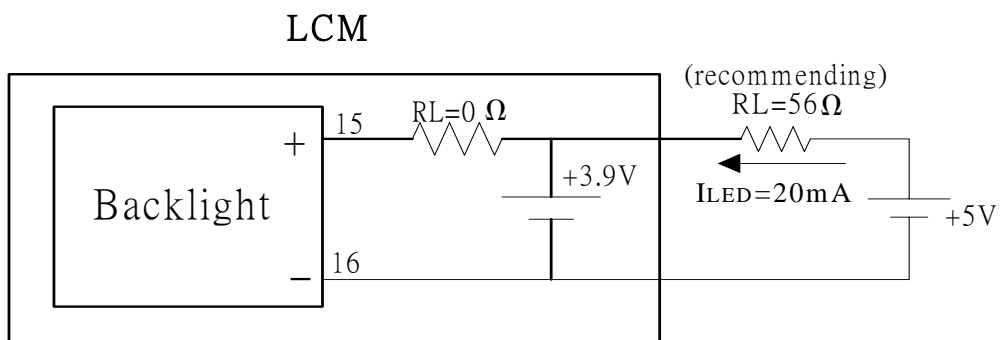 LCM
(recommending)
RL=56Ω
RL=0 Ω
15
+
+3.9V
ILED=20mA
Backlight
+5V
16
−